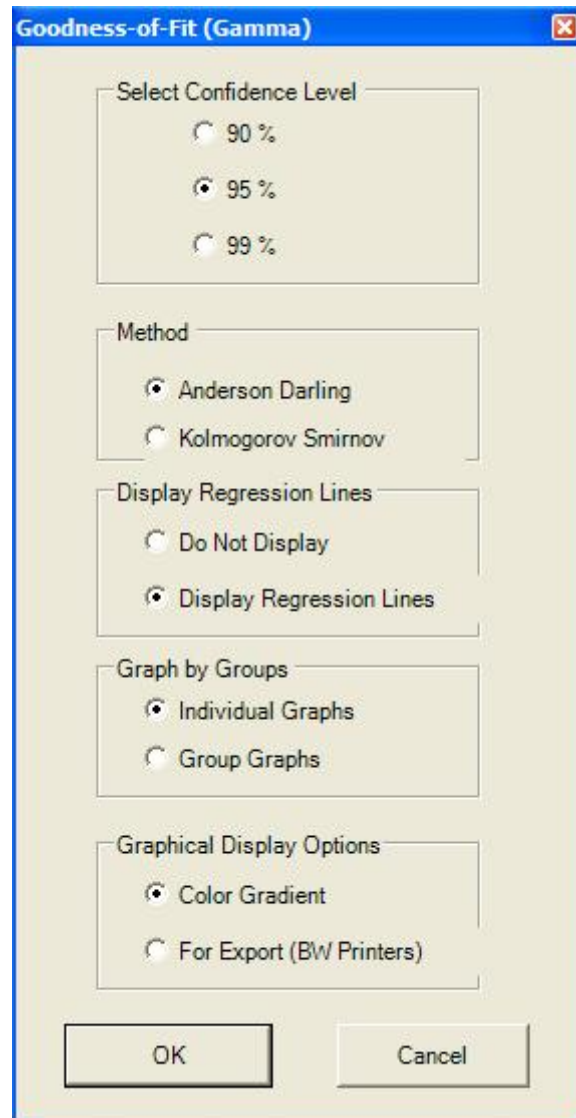 Goodness-of-Fit (Gamma)
Select Confidence Level
90 %
95 %
99 %
Method
Anderson Darling
Kolmogorov Smirnov
Display Regression Lines
Do Not Display
Display Regression Lines
Graph by Groups
Individual Graphs
Group Graphs
Graphical Display Options
Color Gradient
For Export (BW Printers)
OK Cancel